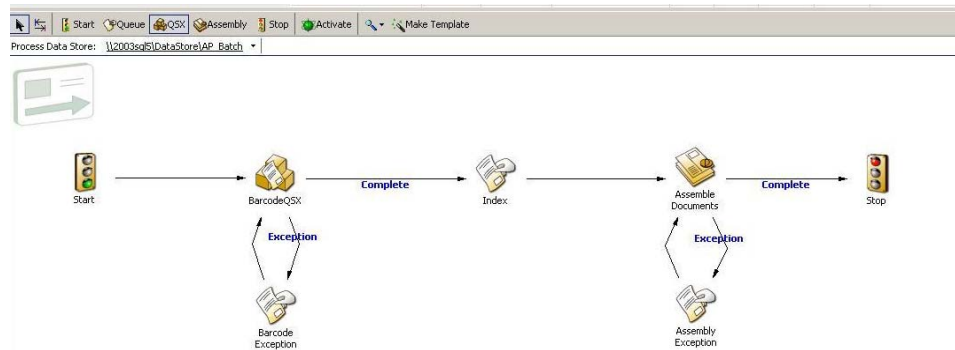 Start Queue QSX Assembly Stop Activate Make Template
Process Data Store: \\2003sql5\DataStore\AP_Batch
Start
BarcodeQSX
Complete
Index
Assemble
Documents
Complete
Stop
Exception
Exception
Barcode
Exception
Assembly
Exception